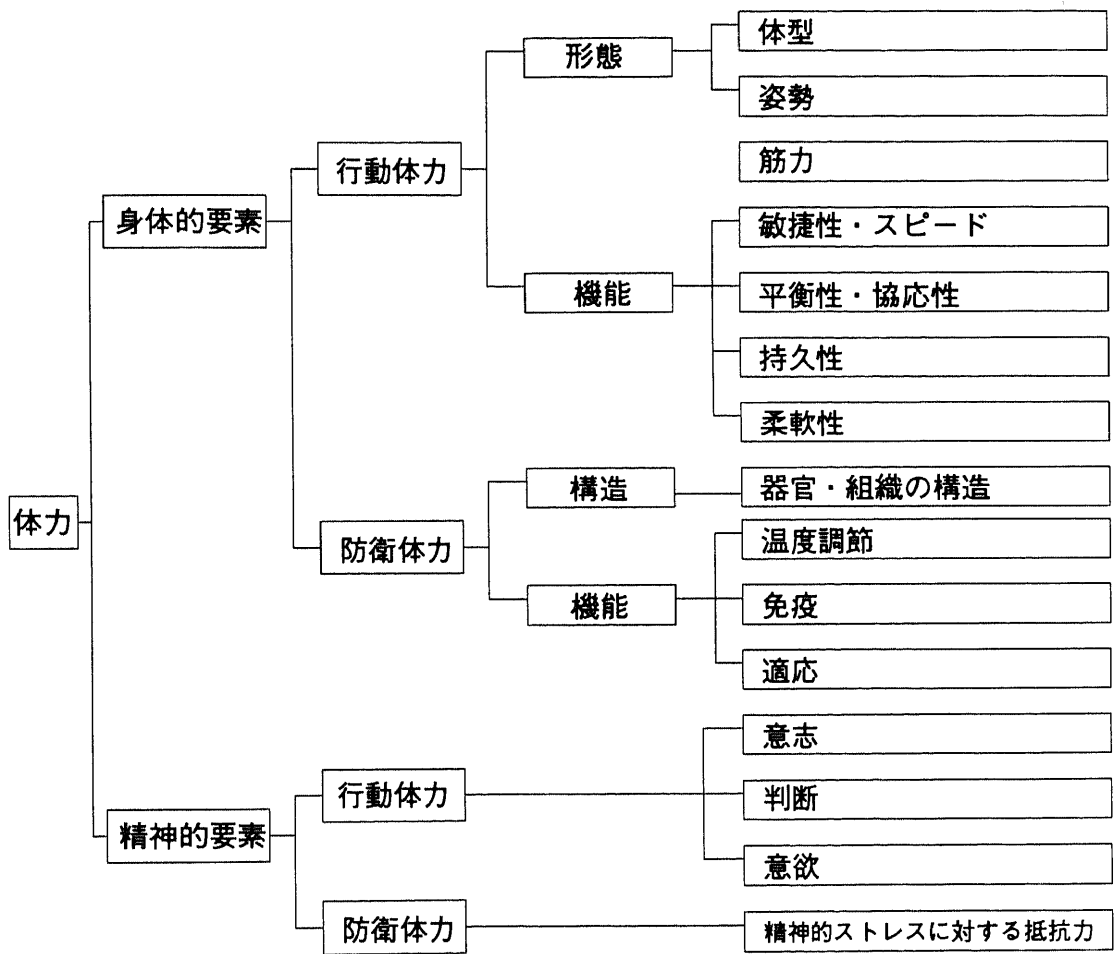 体力
身体的要素
行動体力
形態
体型
姿勢
機能
筋力
敏捷性・スピード
平衡性・協応性
持久性
柔軟性
防衛体力
構造
器官・組織の構造
機能
温度調節
免疫
適応
精神的要素
行動体力
意志
判断
意欲
防衛体力
精神的ストレスに対する抵抗力